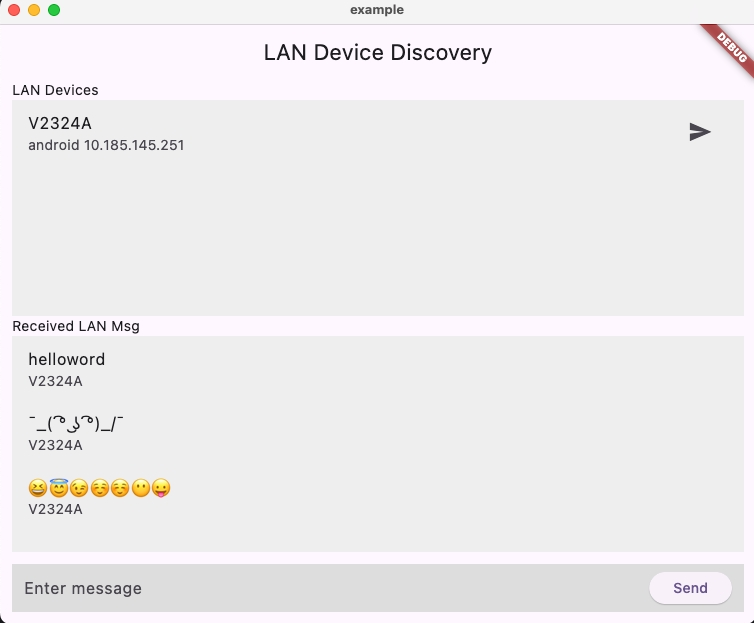 example
DEBUG
LAN Device Discovery
LAN Devices
V2324A
android 10.185.145.251
Received LAN Msg
helloword
V2324A
¯_( ͡° ͜ʖ ͡°)_/¯
V2324A
😆😇😉☺️☺️😶😛
V2324A
Enter message
Send